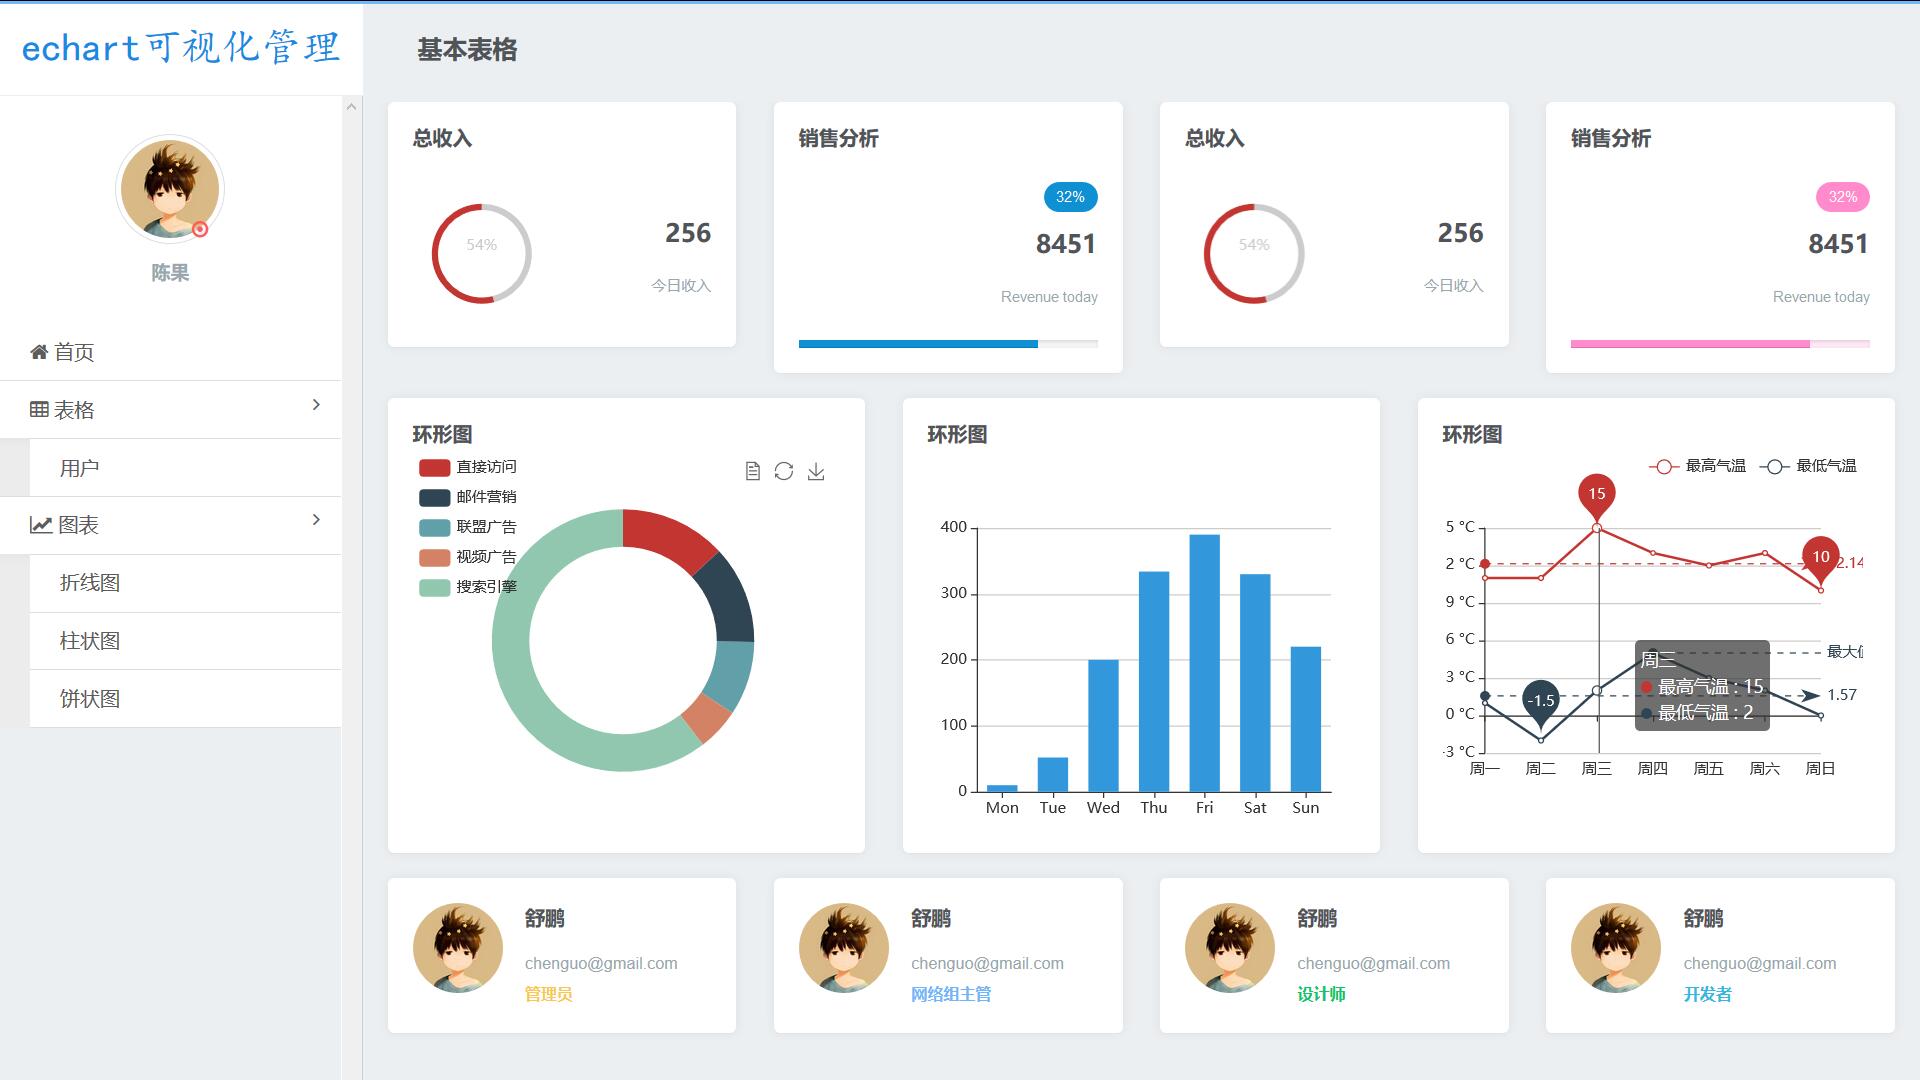 echart可视化管理
陈果
首页
表格
用户
图表
折线图
柱状图
饼状图
基本表格
总收入
54%
256
今日收入
销售分析
32%
8451
Revenue today
总收入
54%
256
今日收入
销售分析
32%
8451
Revenue today
环形图
直接访问
邮件营销
联盟广告
视频广告
搜索引擎
环形图
400
300
200
100
0
Mon Tue Wed Thu Fri Sat Sun
环形图
最高气温 最低气温
15
10
2.14
5 °C
2 °C
9 °C
6 °C
3 °C
0 °C
-3 °C
-1.5
最大值
1.57
周三
最高气温 : 15
最低气温 : 2
周一 周二 周三 周四 周五 周六 周日
舒鹏
chenguo@gmail.com
管理员
舒鹏
chenguo@gmail.com
网络组主管
舒鹏
chenguo@gmail.com
设计师
舒鹏
chenguo@gmail.com
开发者